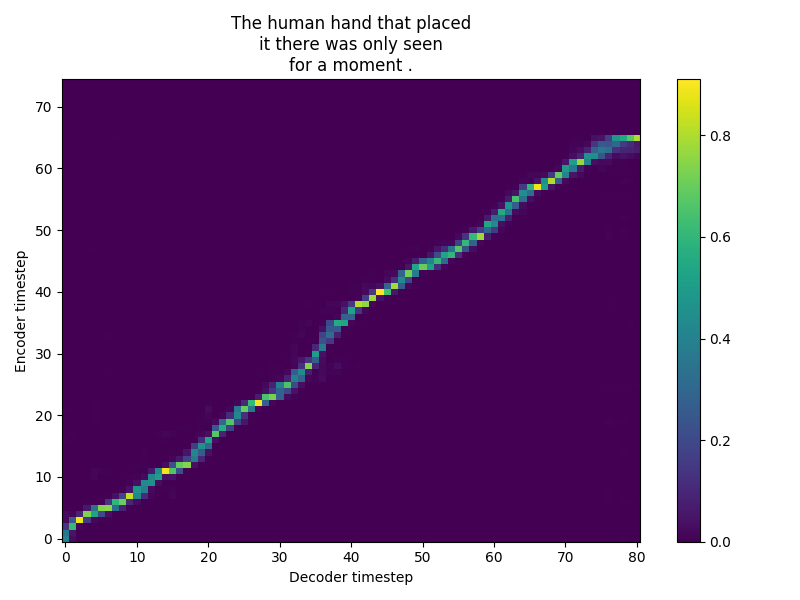 The human hand that placed
it there was only seen
for a moment .
70
60
50
40
30
20
10
0
Encoder timestep
0 10 20 30 40 50 60 70 80
Decoder timestep
0.8
0.6
0.4
0.2
0.0